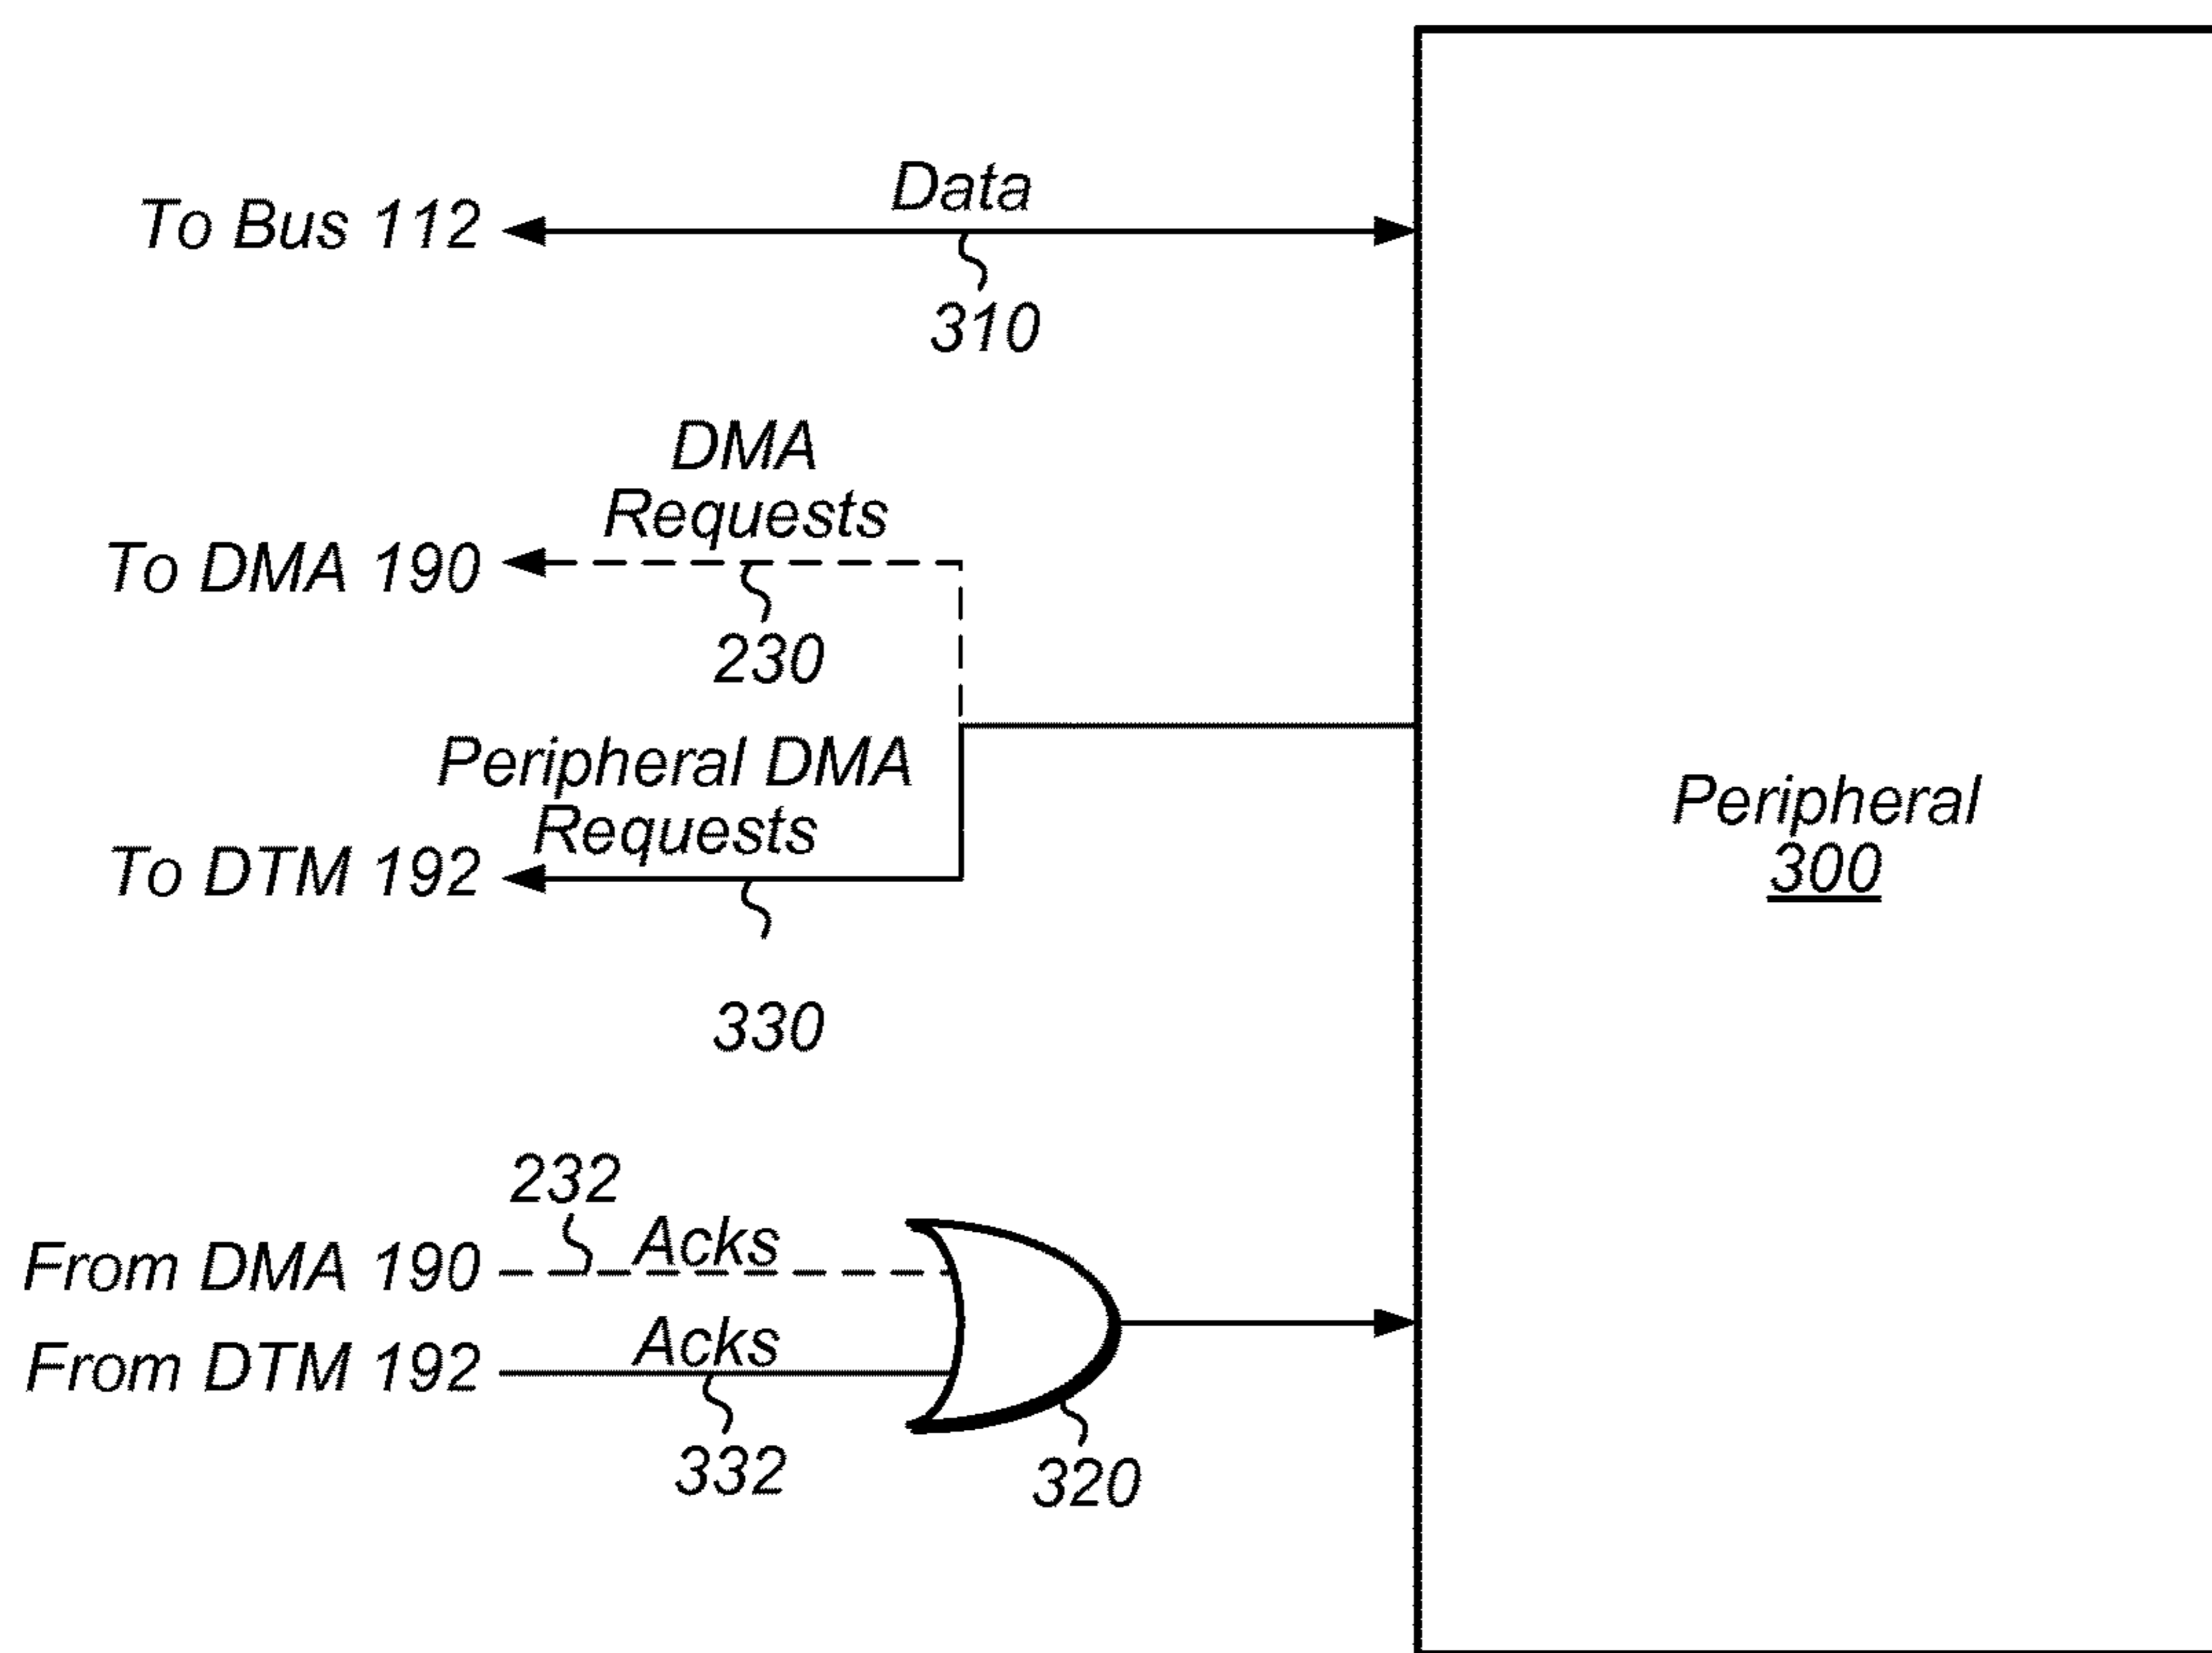 Data
To Bus 112
310
DMA
Requests
To DMA 190
230
Peripheral DMA
Requests
To DTM 192
330
Peripheral
300
232
Acks
From DMA 190
Acks
From DTM 192
332
320